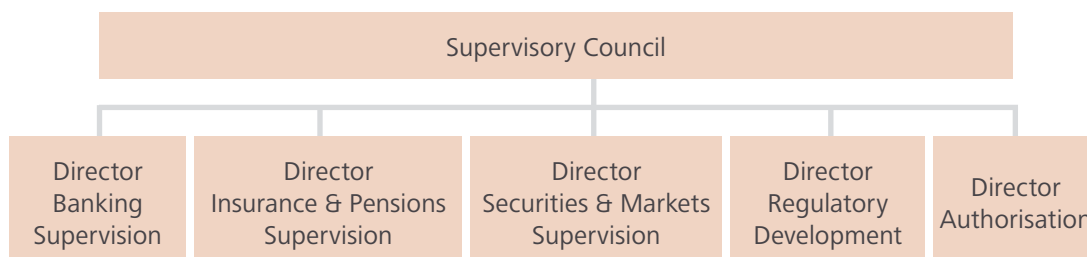 Supervisory Council
Director
Banking
Supervision
Director
Insurance & Pensions
Supervision
Director
Securities & Markets
Supervision
Director
Regulatory
Development
Director
Authorisation